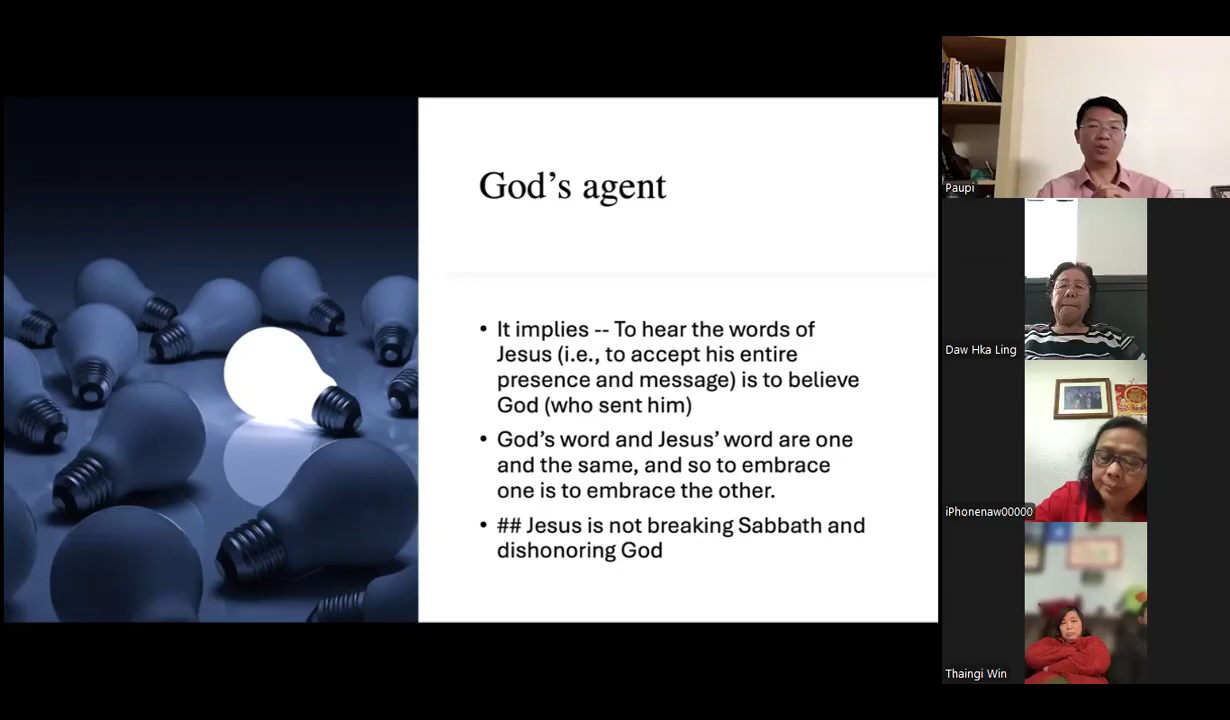 God’s agent
• It implies -- To hear the words of
Jesus (i.e., to accept his entire
presence and message) is to believe
God (who sent him)
• God’s word and Jesus’ word are one
and the same, and so to embrace
one is to embrace the other.
• ## Jesus is not breaking Sabbath and
dishonoring God
Paupi
Daw Hka Ling
iPhonenaw00000
Thaingi Win